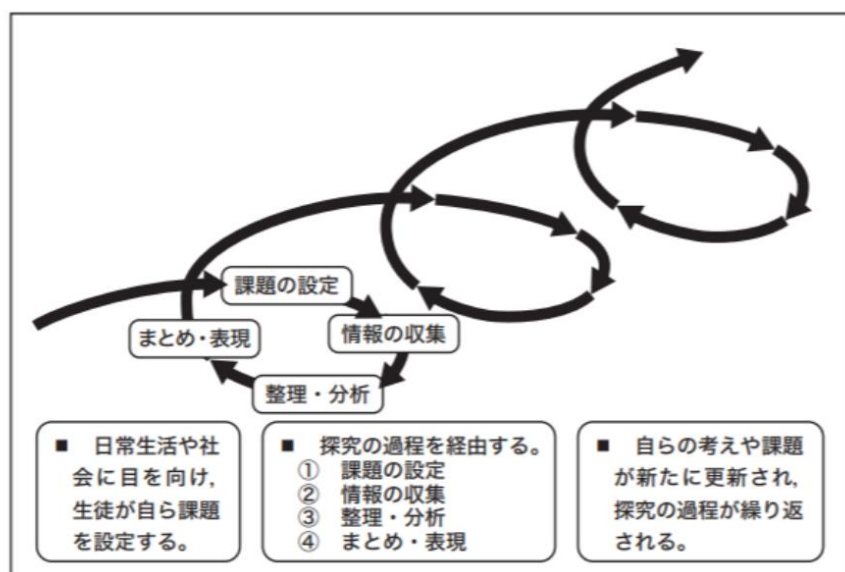 課題の設定
まとめ・表現
情報の収集
整理・分析
■ 日常生活や社
会に目を向け,
生徒が自ら課題
を設定する。
■ 探究の過程を経由する。
① 課題の設定
② 情報の収集
③ 整理・分析
④ まとめ・表現
■ 自らの考えや課題
が新たに更新され,
探究の過程が繰り返
される。